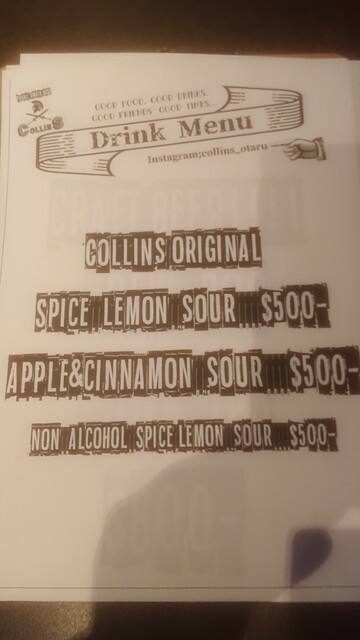 COLLINS
GOOD FOOD. GOOD DRINKS.
GOOD FRIENDS. GOOD TIMES...
Drink Menu
Instagram;collins_otaru
COLLINS ORIGINAL
SPICE LEMON SOUR...$500-
APPLE&CINNAMON SOUR...$500-
NON ALCOHOL SPICE LEMON SOUR...$500-